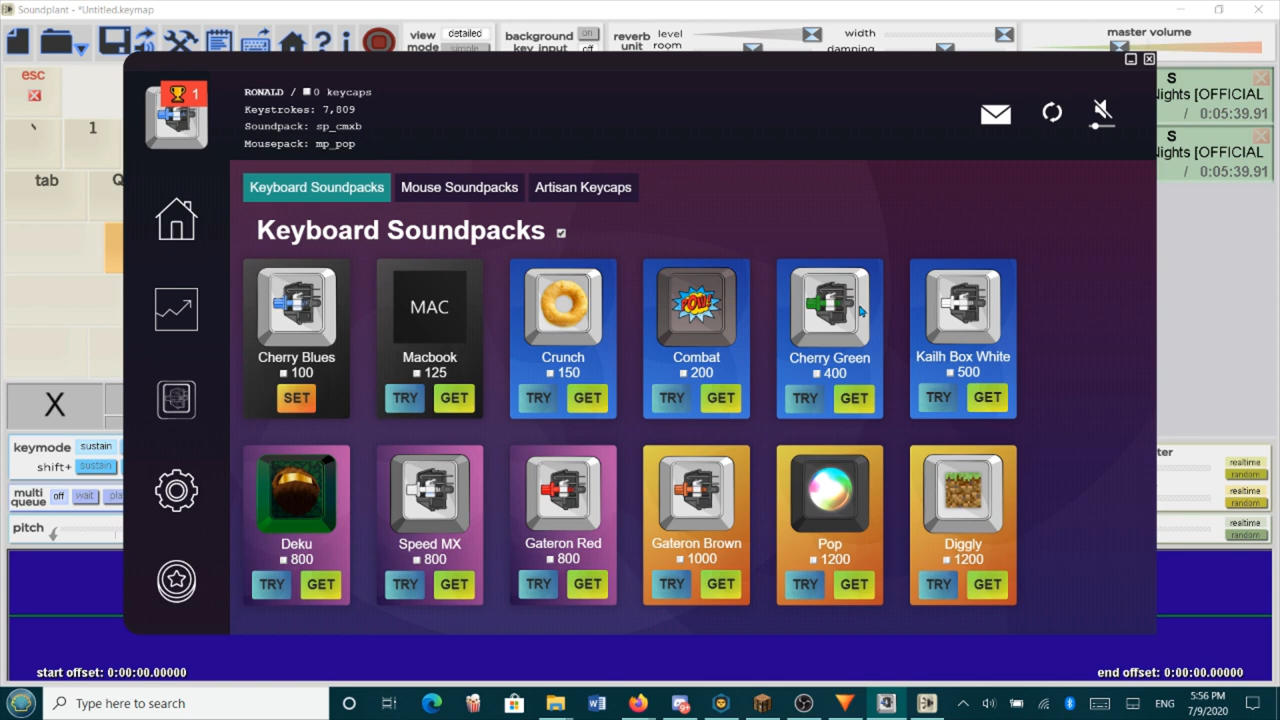 Soundplant - *Untitled.keymap
view
mode
detailed
simple
background
key input
on
off
reverb
unit
level
room
width
damping
master volume
esc
RONALD / 0 keycaps
Keystrokes: 7,809
Soundpack: sp_cmxb
Mousepack: mp_pop
1
S
Nights [OFFICIAL
/ 0:05:39.91
S
Nights [OFFICIAL
/ 0:05:39.91
` 1
tab Q
Keyboard Soundpacks Mouse Soundpacks Artisan Keycaps
Keyboard Soundpacks
Cherry Blues
100
SET
MAC
Macbook
125
TRY GET
Crunch
150
TRY GET
POW!
Combat
200
TRY GET
Cherry Green
400
TRY GET
Kailh Box White
500
TRY GET
Deku
800
TRY GET
Speed MX
800
TRY GET
Gateron Red
800
TRY GET
Gateron Brown
1000
TRY GET
Pop
1200
TRY GET
Diggly
1200
TRY GET
X
keymode sustain
shift+ sustain
multi
queue
off wait
pitch
ter
realtime
random
realtime
random
realtime
random
start offset: 0:00:00.00000
end offset: 0:00:00.00000
Type here to search
ENG
5:56 PM
7/9/2020